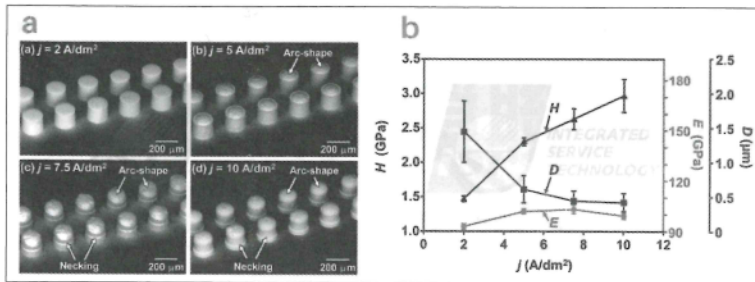 a
(a) j = 2 A/dm²
200 μm
(b) j = 5 A/dm²
Arc-shape
200 μm
(c) j = 7.5 A/dm²
Arc-shape
Necking
200 μm
(d) j = 10 A/dm²
Arc-shape
Necking
200 μm
b
3.5
3.0
2.5
2.0
1.5
1.0
H (GPa)
0 2 4 6 8 10 12
j (A/dm²)
H
D
E
INTEGRATED
SERVICE
TECHNOLOGY
180
150
120
90
E (GPa)
2.5
2.0
1.5
1.0
0.5
0
D (μm)